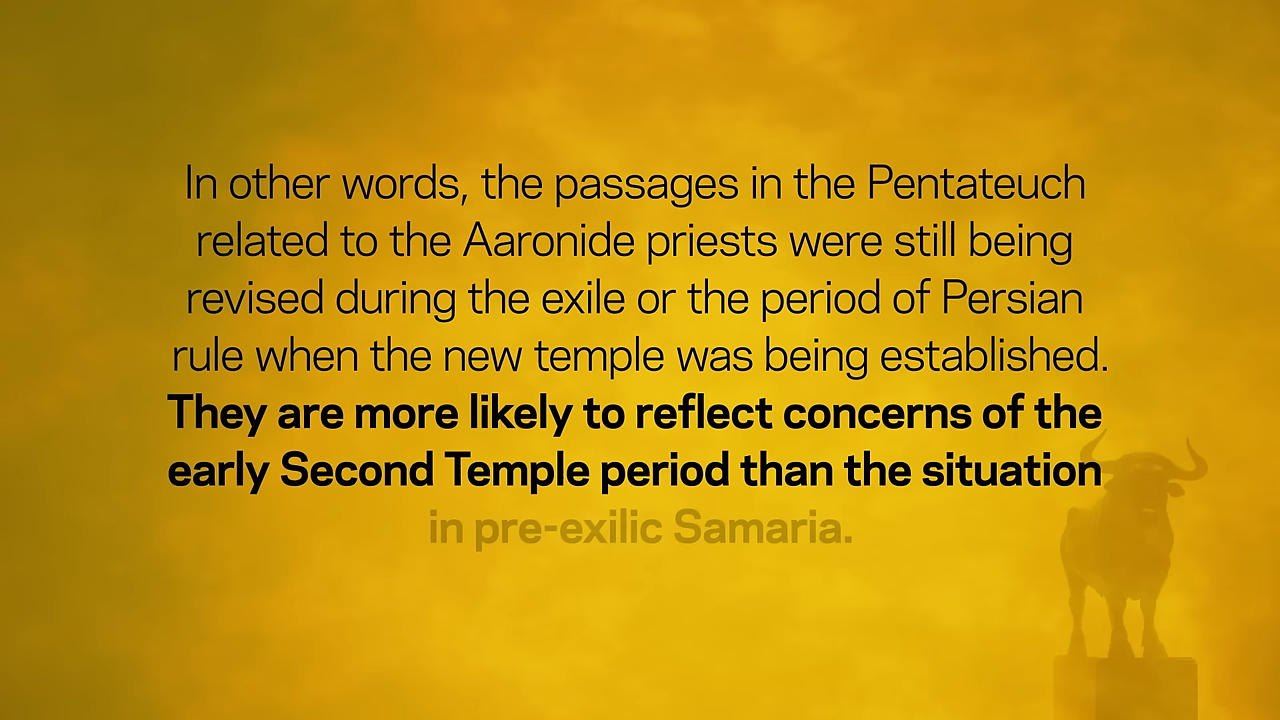 In other words, the passages in the Pentateuch
related to the Aaronide priests were still being
revised during the exile or the period of Persian
rule when the new temple was being established.
They are more likely to reflect concerns of the
early Second Temple period than the situation
in pre-exilic Samaria.